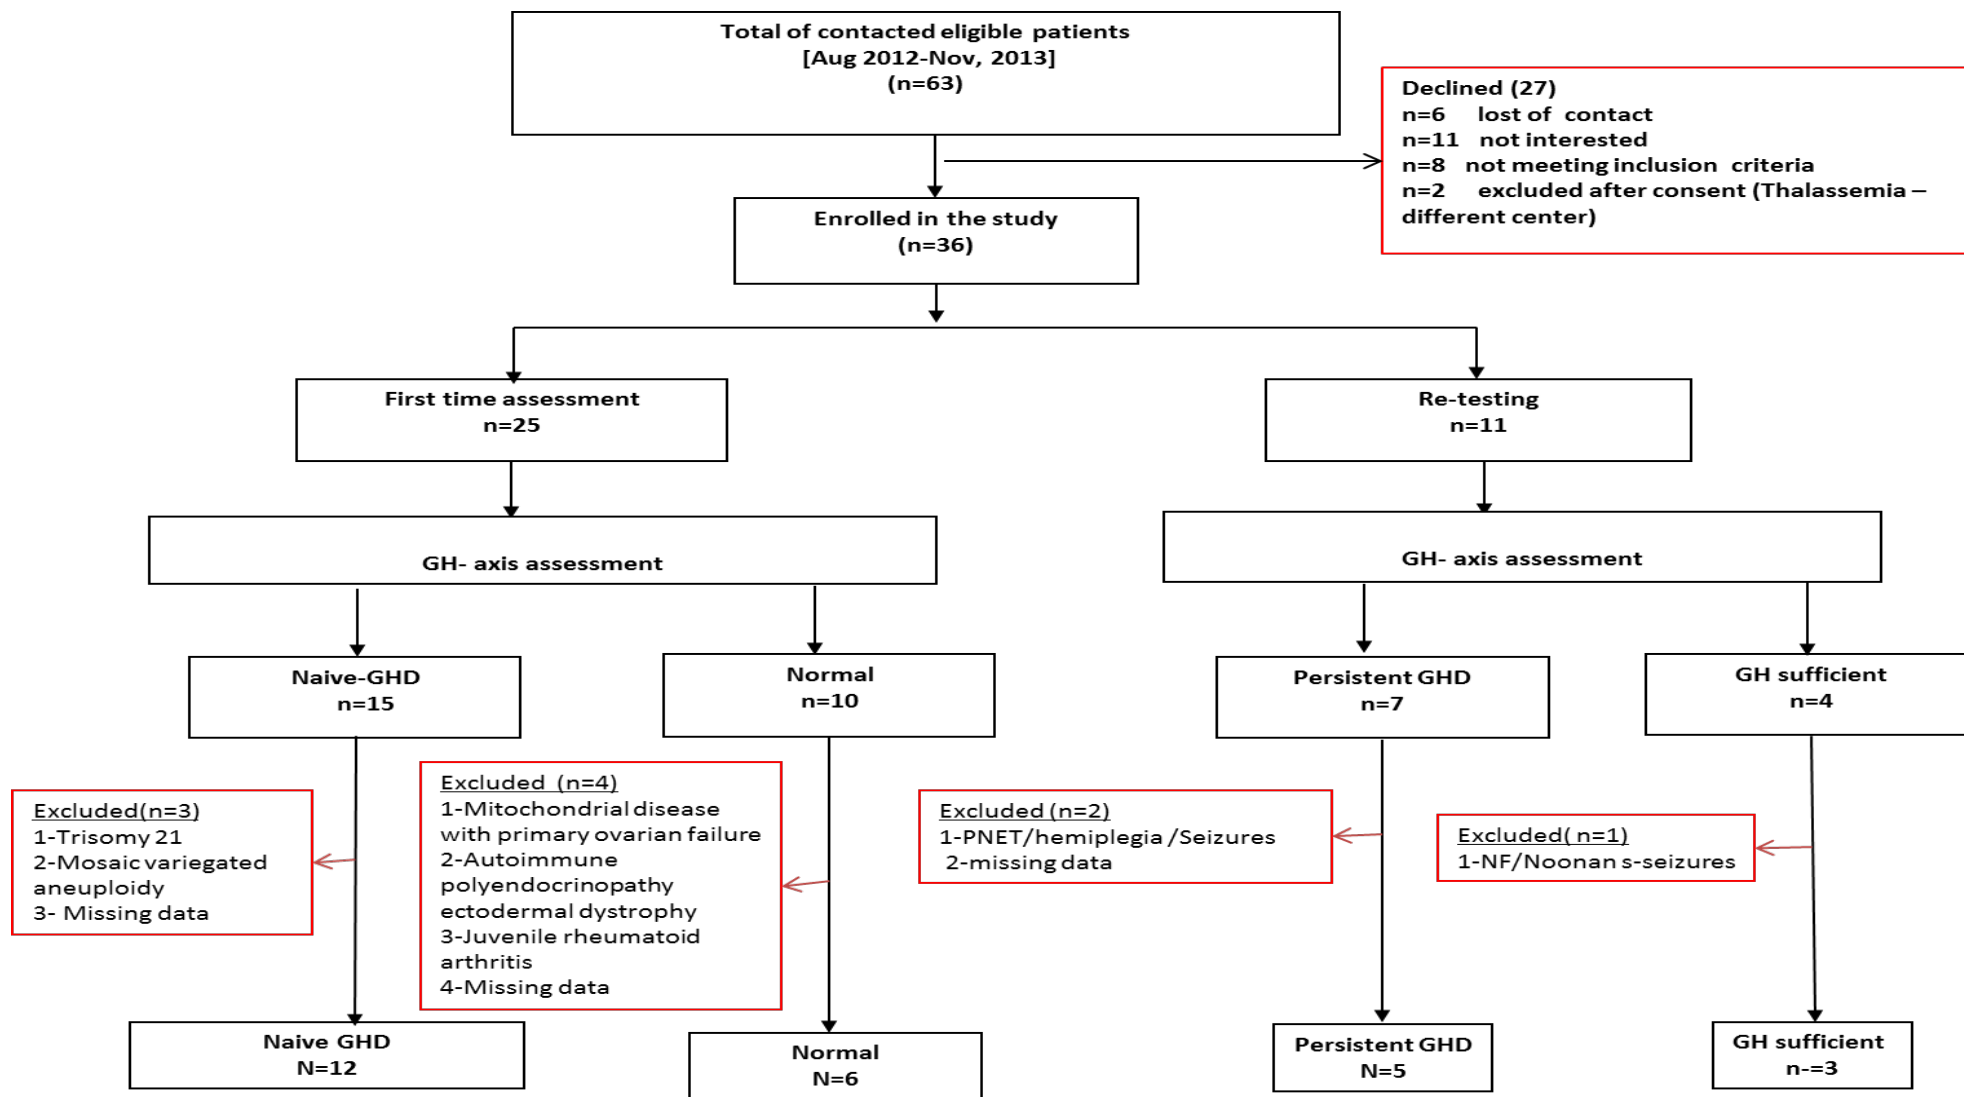 Total of contacted eligible patients
[Aug 2012-Nov, 2013]
(n=63)
Declined (27)
n=6 lost of contact
n=11 not interested
n=8 not meeting inclusion criteria
n=2 excluded after consent (Thalassemia –
different center)
Enrolled in the study
(n=36)
First time assessment
n=25
Re-testing
n=11
GH- axis assessment
GH- axis assessment
Naive-GHD
n=15
Normal
n=10
Persistent GHD
n=7
GH sufficient
n=4
Excluded(n=3)
1-Trisomy 21
2-Mosaic variegated
aneuploidy
3- Missing data
Excluded (n=4)
1-Mitochondrial disease
with primary ovarian failure
2-Autoimmune
polyendocrinopathy
ectodermal dystrophy
3-Juvenile rheumatoid
arthritis
4-Missing data
Excluded (n=2)
1-PNET/hemiplegia /Seizures
2-missing data
Excluded( n=1)
1-NF/Noonan s-seizures
Naive GHD
N=12
Normal
N=6
Persistent GHD
N=5
GH sufficient
n-=3